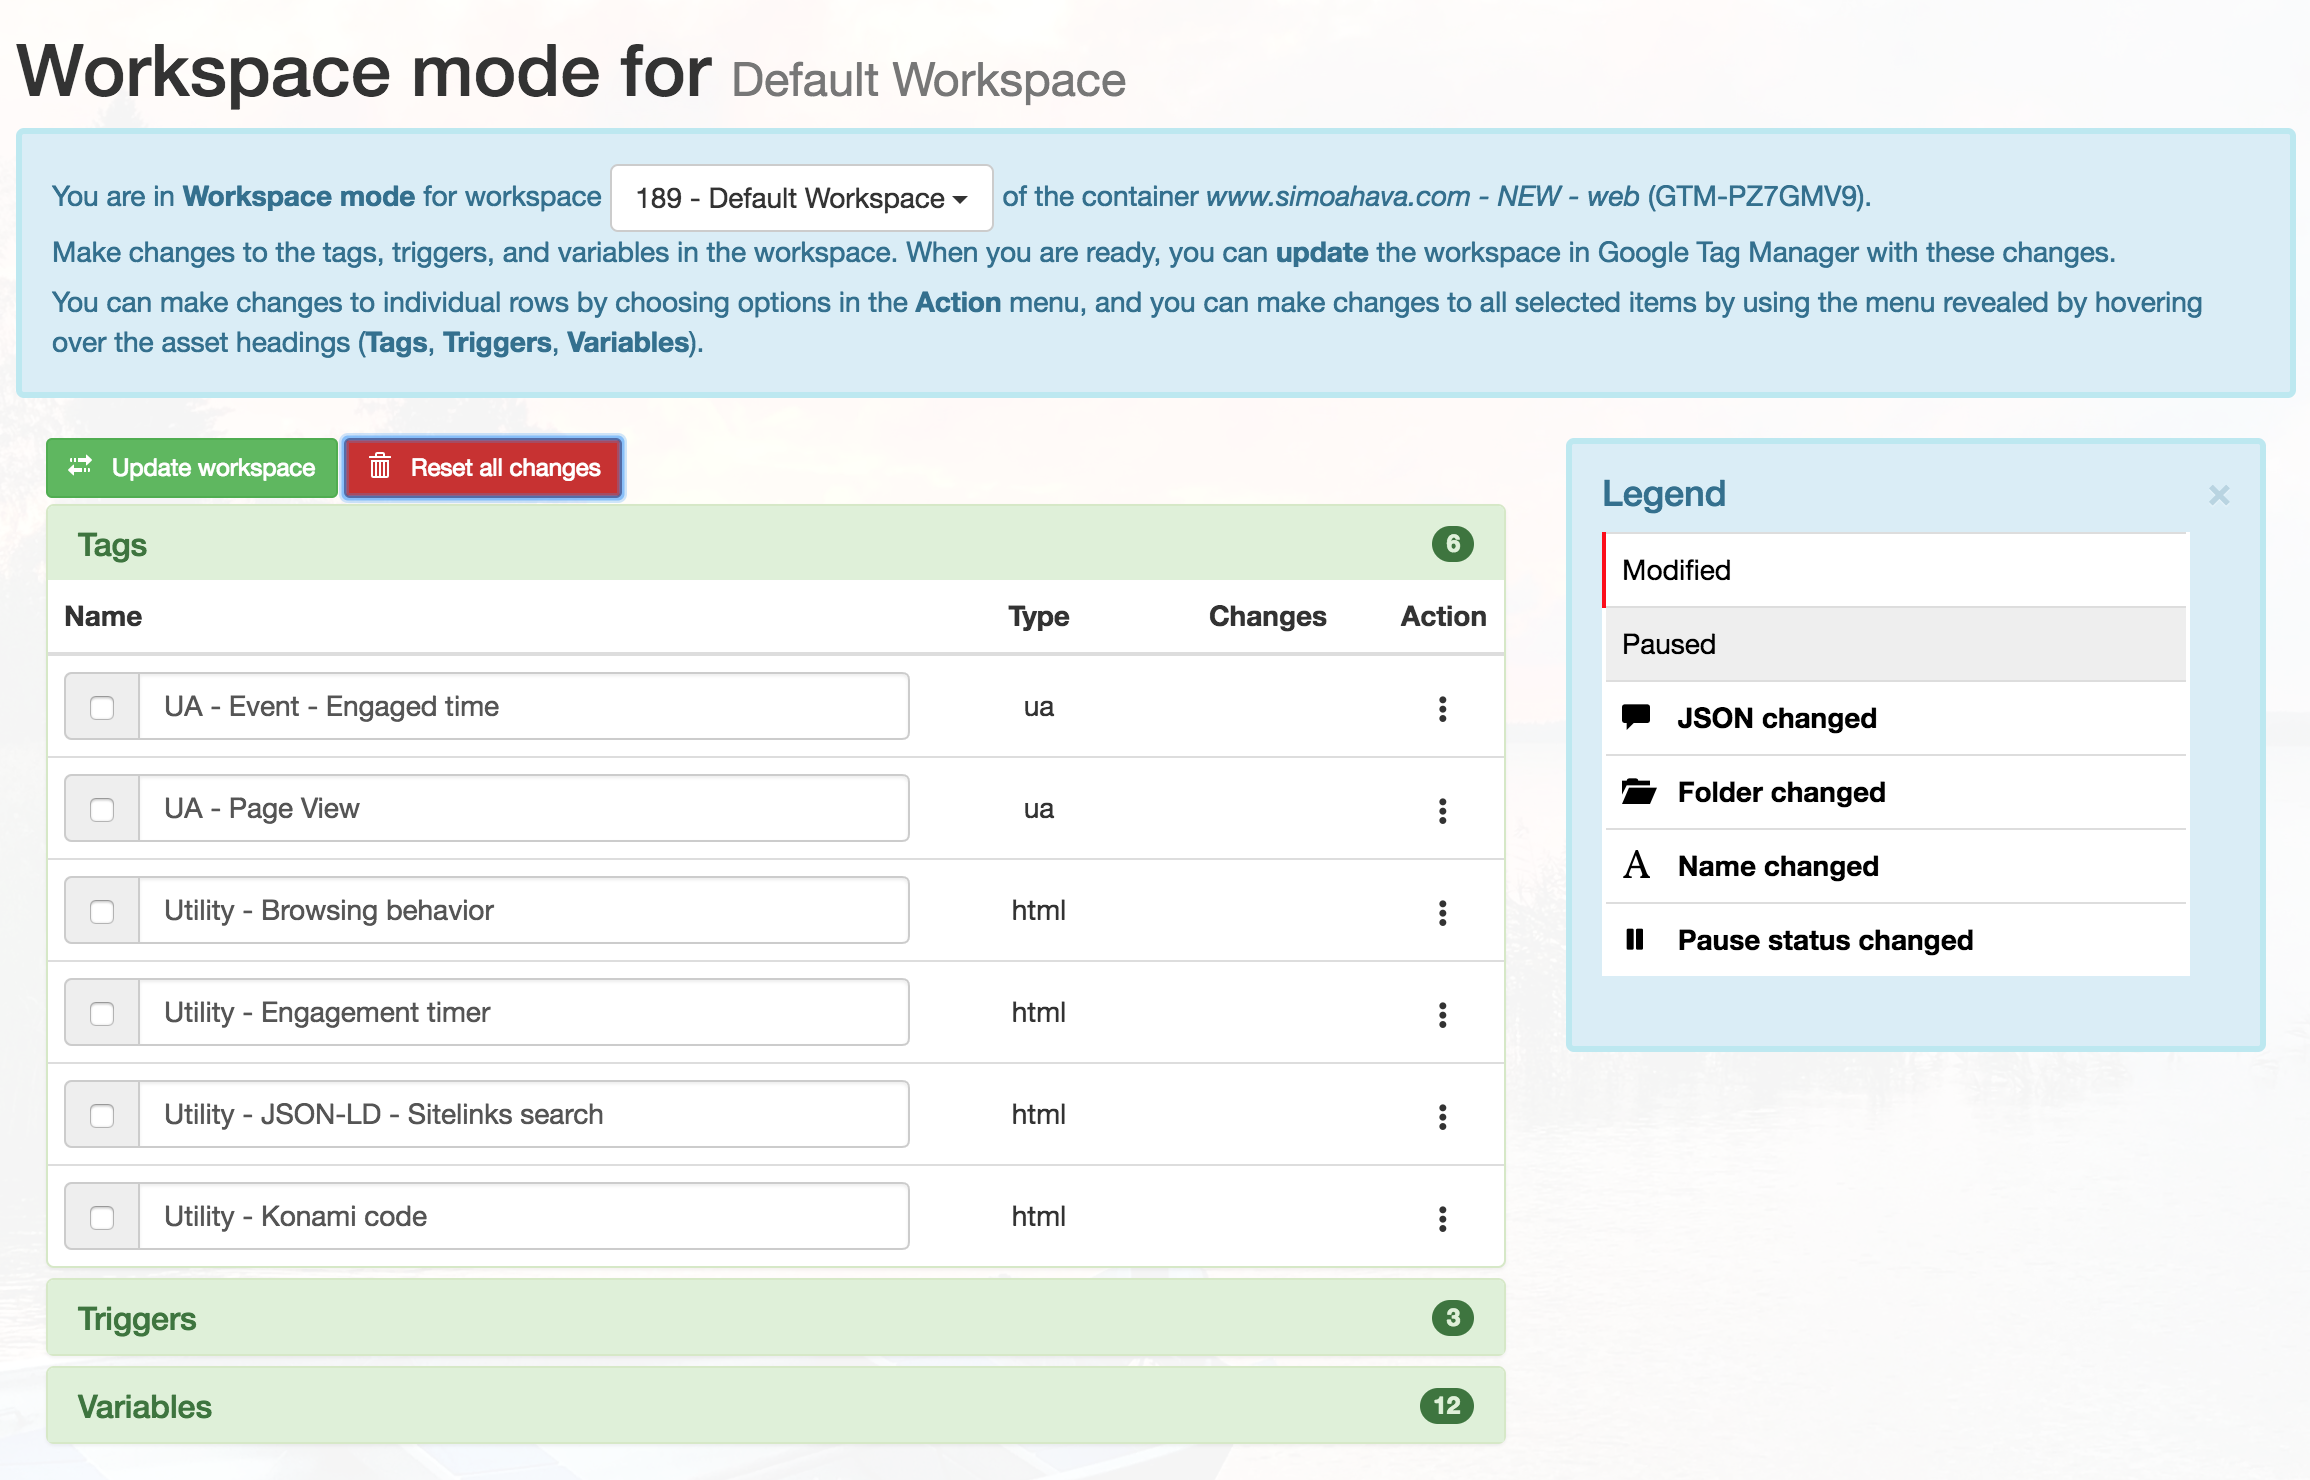 Workspace mode for Default Workspace
You are in Workspace mode for workspace 189 - Default Workspace of the container www.simoahava.com - NEW - web (GTM-PZ7GMV9).
Make changes to the tags, triggers, and variables in the workspace. When you are ready, you can update the workspace in Google Tag Manager with these changes.
You can make changes to individual rows by choosing options in the Action menu, and you can make changes to all selected items by using the menu revealed by hovering
over the asset headings (Tags, Triggers, Variables).
Update workspace Reset all changes
Tags 6
Name Type Changes Action
UA - Event - Engaged time ua
UA - Page View ua
Utility - Browsing behavior html
Utility - Engagement timer html
Utility - JSON-LD - Sitelinks search html
Utility - Konami code html
Triggers 3
Variables 12
Legend ×
Modified
Paused
JSON changed
Folder changed
A Name changed
Pause status changed